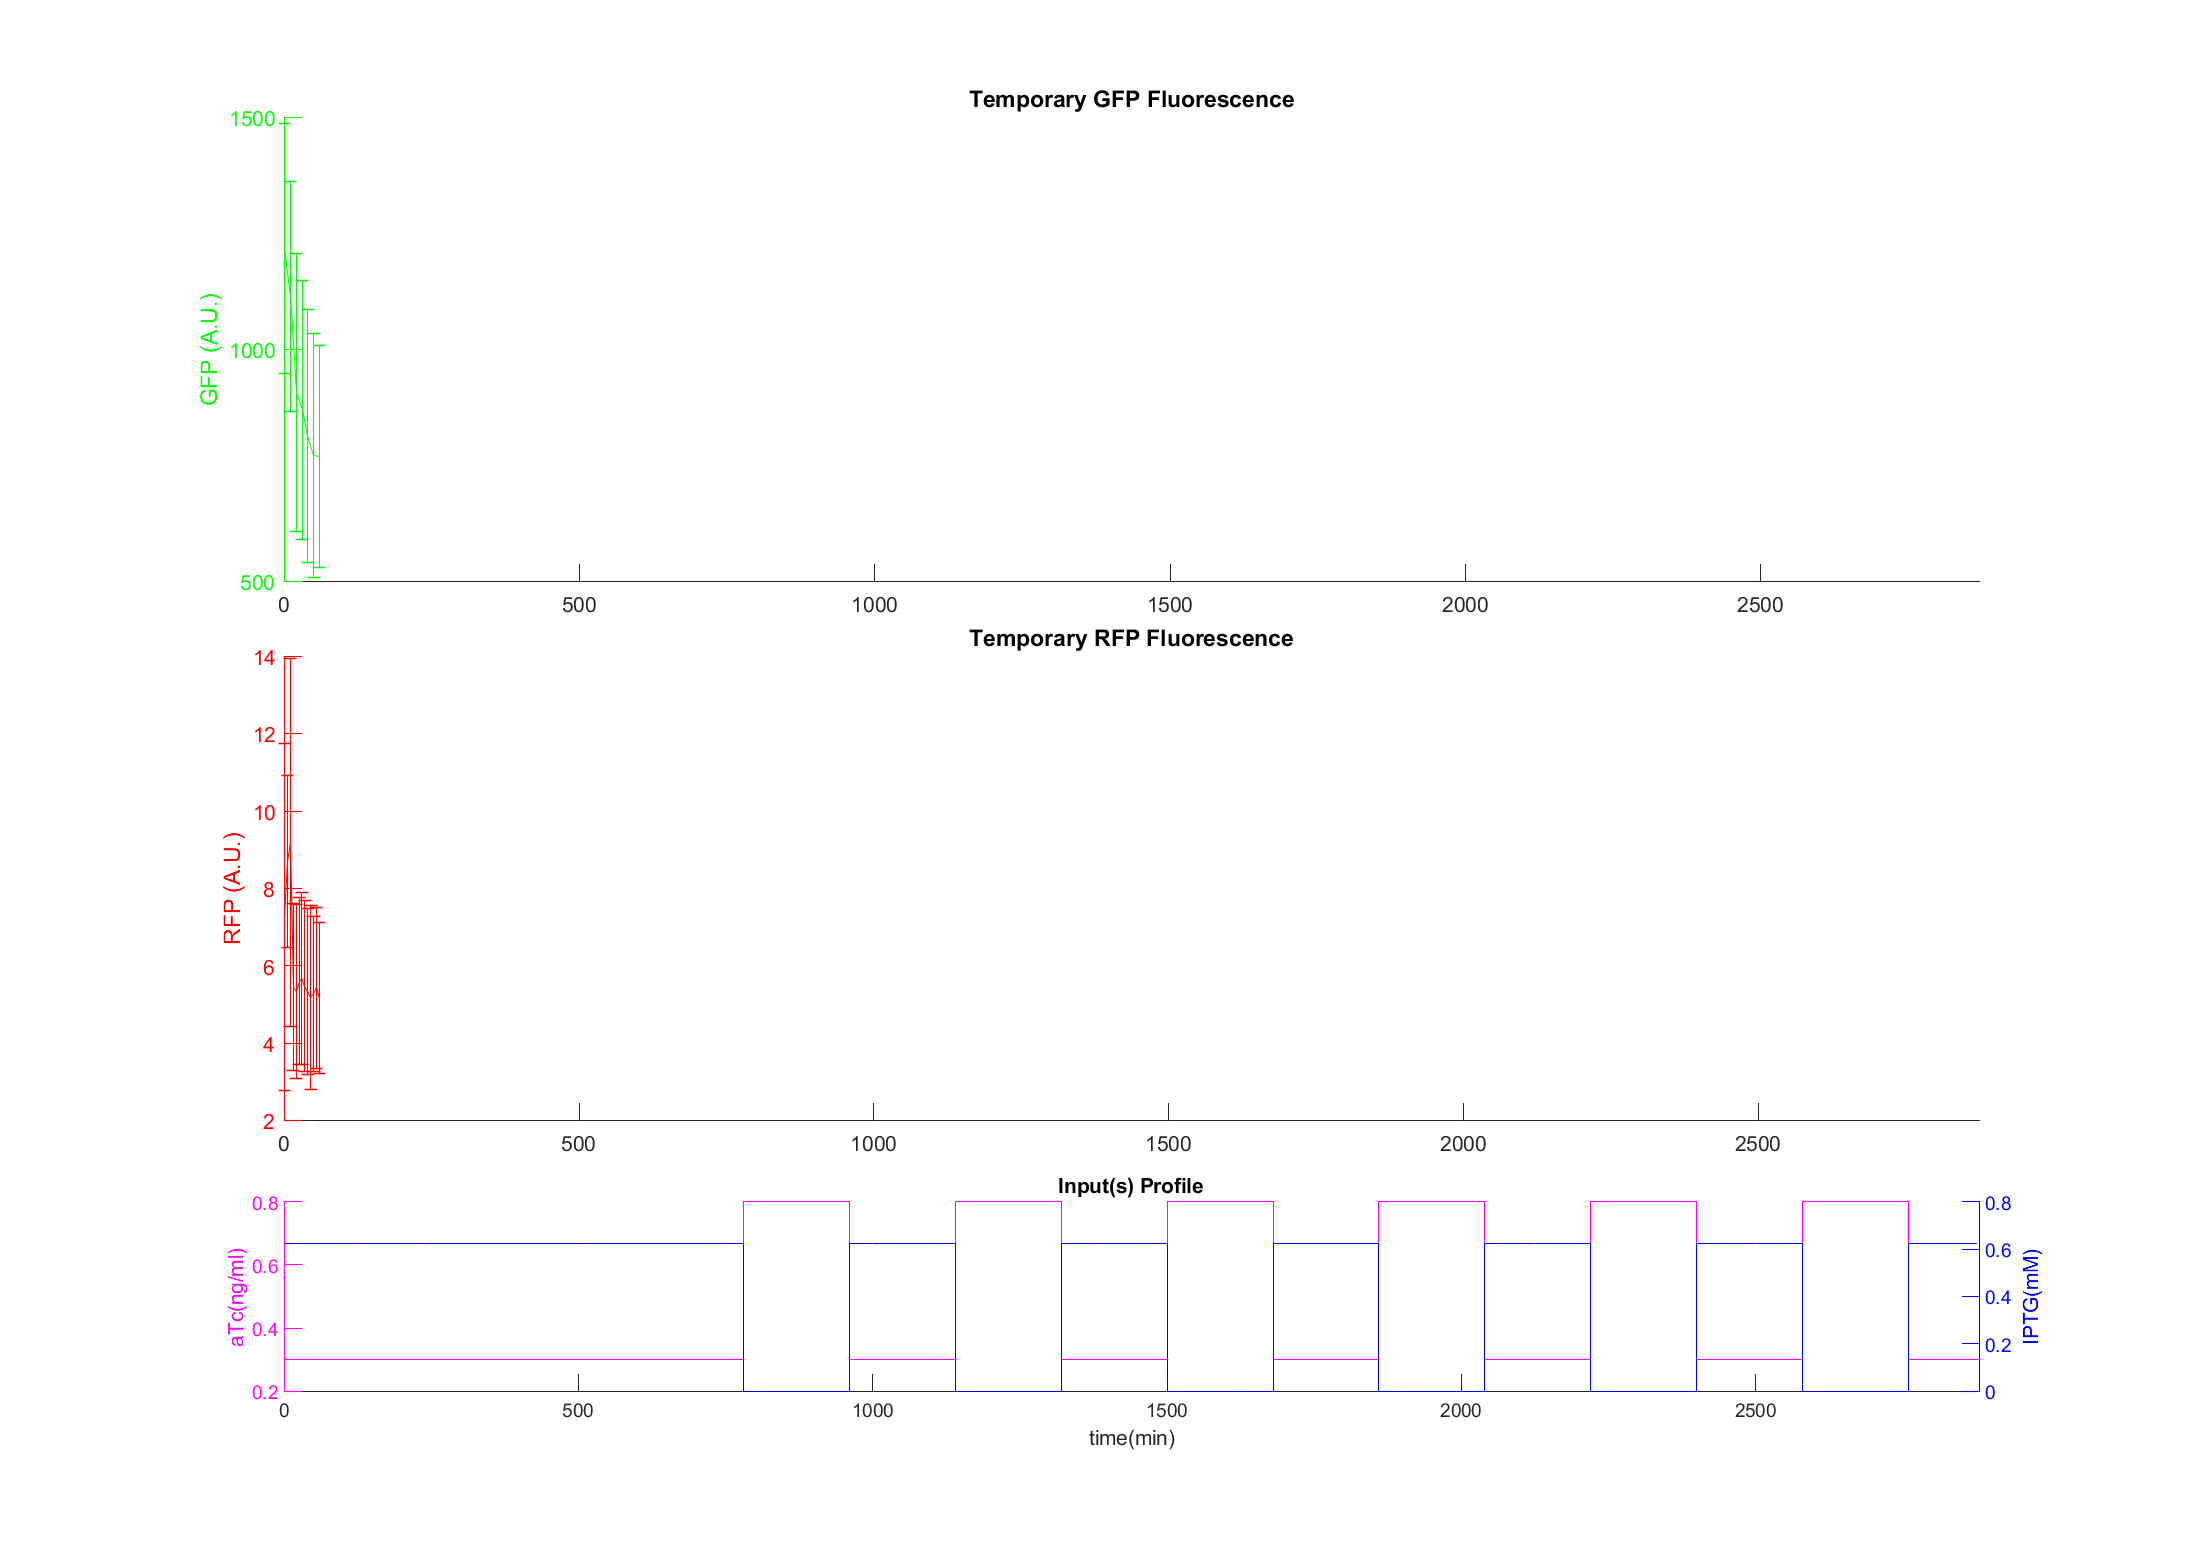 Temporary GFP Fluorescence
1500
1000
500
GFP (A.U.)
0 500 1000 1500 2000 2500
Temporary RFP Fluorescence
14
12
10
8
6
4
2
RFP (A.U.)
0 500 1000 1500 2000 2500
Input(s) Profile
0.8
0.6
0.4
0.2
aTc(ng/ml)
0.8
0.6
0.4
0.2
0
IPTG(mM)
0 500 1000 1500 2000 2500
time(min)